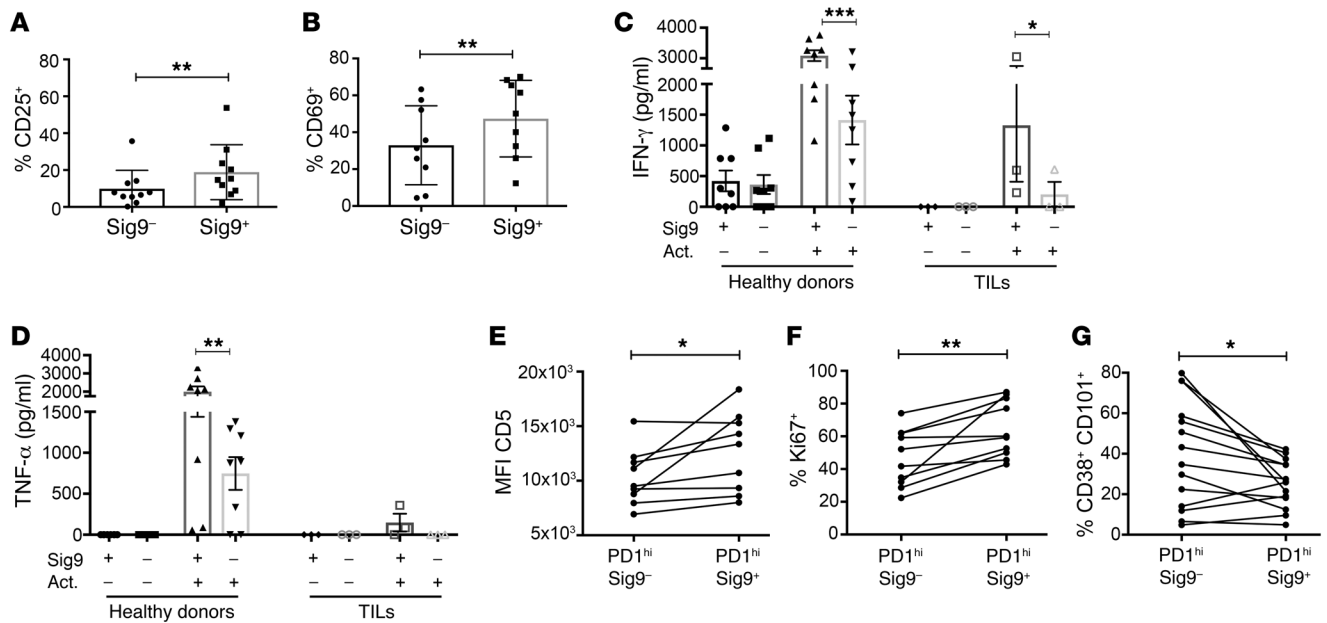 A
80
60
40
20
0
% CD25⁺
**
Sig9⁻ Sig9⁺
B
80
60
40
20
0
% CD69⁺
**
Sig9⁻ Sig9⁺
C
4000
3000
2000
1500
1000
500
0
IFN-γ (pg/ml)
*** *
Sig9 + – + – + – + –
Act. – – + + – – + +
Healthy donors TILs
D
4000
3000
2000
1500
1000
500
0
TNF-α (pg/ml)
**
Sig9 + – + – + – + –
Act. – – + + – – + +
Healthy donors TILs
E
20x10³
15x10³
10x10³
5x10³
MFI CD5
*
PD1ʰⁱ PD1ʰⁱ
Sig9⁻ Sig9⁺
F
100
80
60
40
20
0
% Ki67⁺
**
PD1ʰⁱ PD1ʰⁱ
Sig9⁻ Sig9⁺
G
80
60
40
20
0
% CD38⁺ CD101⁺
*
PD1ʰⁱ PD1ʰⁱ
Sig9⁻ Sig9⁺